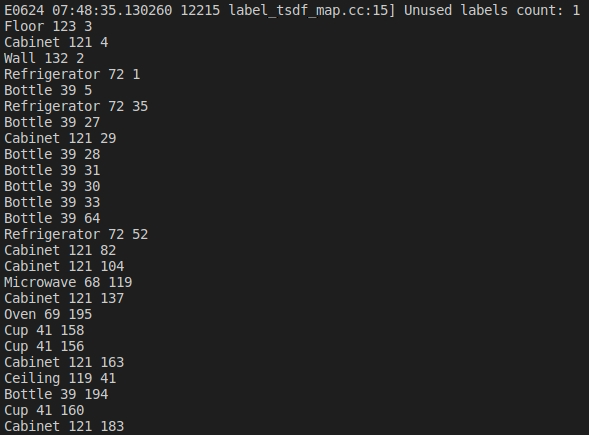 E0624 07:48:35.130260 12215 label_tsdf_map.cc:15] Unused labels count: 1
Floor 123 3
Cabinet 121 4
Wall 132 2
Refrigerator 72 1
Bottle 39 5
Refrigerator 72 35
Bottle 39 27
Cabinet 121 29
Bottle 39 28
Bottle 39 31
Bottle 39 30
Bottle 39 33
Bottle 39 64
Refrigerator 72 52
Cabinet 121 82
Cabinet 121 104
Microwave 68 119
Cabinet 121 137
Oven 69 195
Cup 41 158
Cup 41 156
Cabinet 121 163
Ceiling 119 41
Bottle 39 194
Cup 41 160
Cabinet 121 183